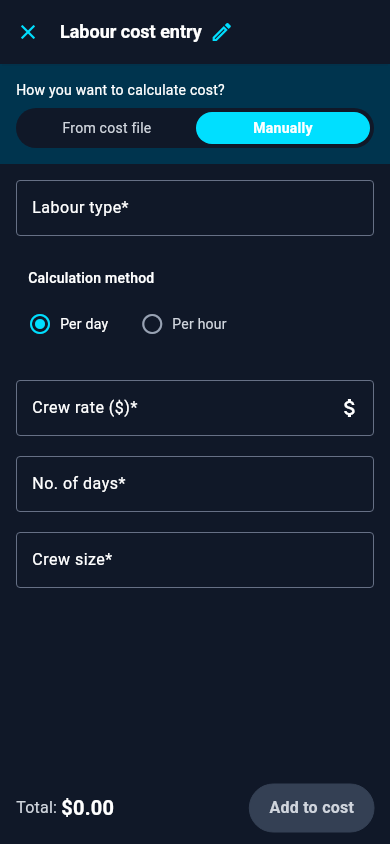 Labour cost entry
How you want to calculate cost?
From cost file
Manually
Labour type*
Calculation method
Per day
Per hour
Crew rate ($)*
$
No. of days*
Crew size*
Total: $0.00
Add to cost